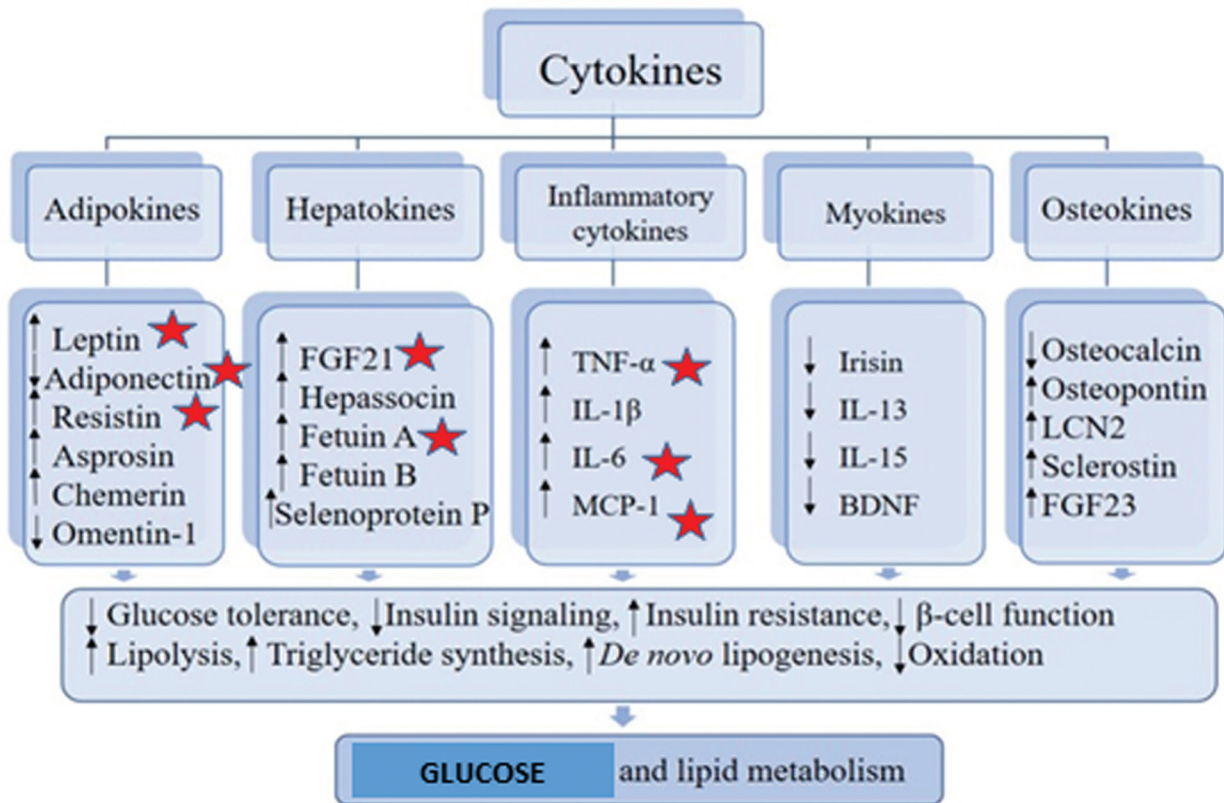 Cytokines
Adipokines
Hepatokines
Inflammatory
cytokines
Myokines
Osteokines
↑ Leptin
↓ Adiponectin
↑ Resistin
↑ Asprosin
↑ Chemerin
↓ Omentin-1
↑ FGF21
↑ Hepassocin
↑ Fetuin A
↑ Fetuin B
↑ Selenoprotein P
↑ TNF-α
↑ IL-1β
↑ IL-6
↑ MCP-1
↓ Irisin
↓ IL-13
↓ IL-15
↓ BDNF
↓ Osteocalcin
↑ Osteopontin
↑ LCN2
↑ Sclerostin
↑ FGF23
↓ Glucose tolerance, ↓ Insulin signaling, ↑ Insulin resistance, ↓ β-cell function
↑ Lipolysis, ↑ Triglyceride synthesis, ↑ De novo lipogenesis, ↓ Oxidation
GLUCOSE and lipid metabolism